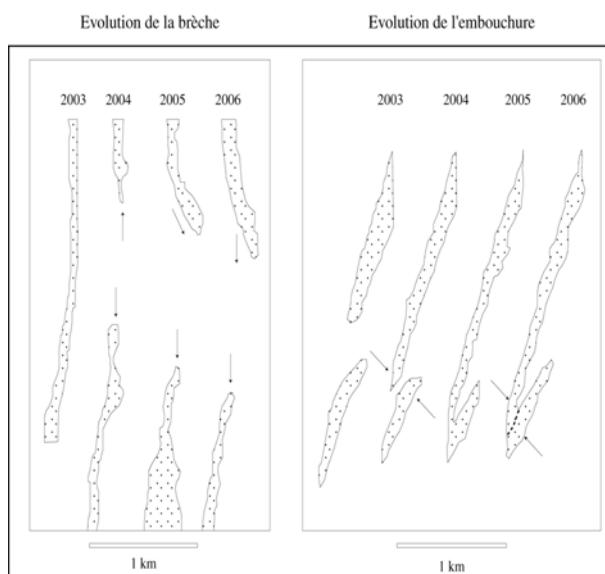 Evolution de la brèche
Evolution de l'embouchure
2003 2004 2005 2006
2003 2004 2005 2006
1 km
1 km